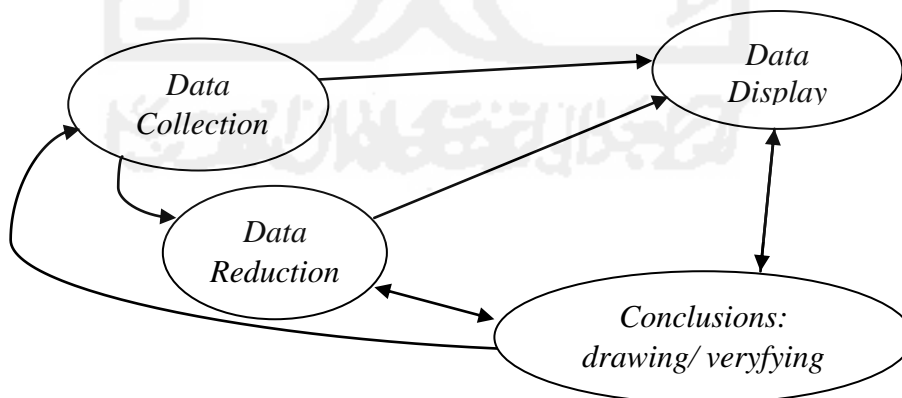 Data
Collection
Data
Display
Data
Reduction
Conclusions:
drawing/ veryfying